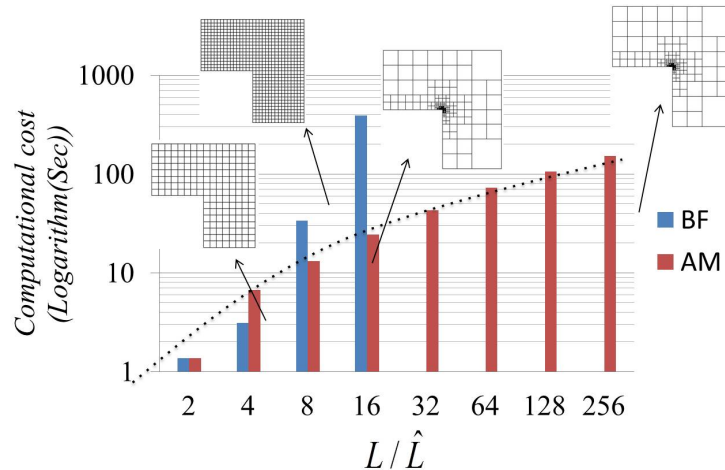 Computational cost
(Logarithm(Sec))
1000
100
10
1
2 4 8 16 32 64 128 256
L / L̂
BF
AM